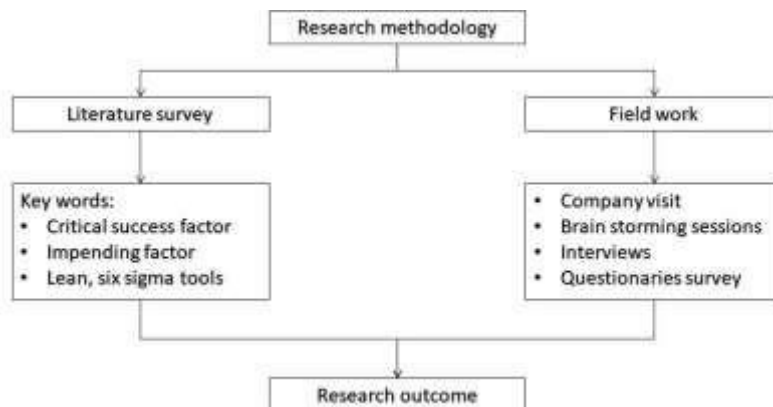 Research methodology
Literature survey
Field work
Key words:
• Critical success factor
• Impending factor
• Lean, six sigma tools
• Company visit
• Brain storming sessions
• Interviews
• Questionaries survey
Research outcome